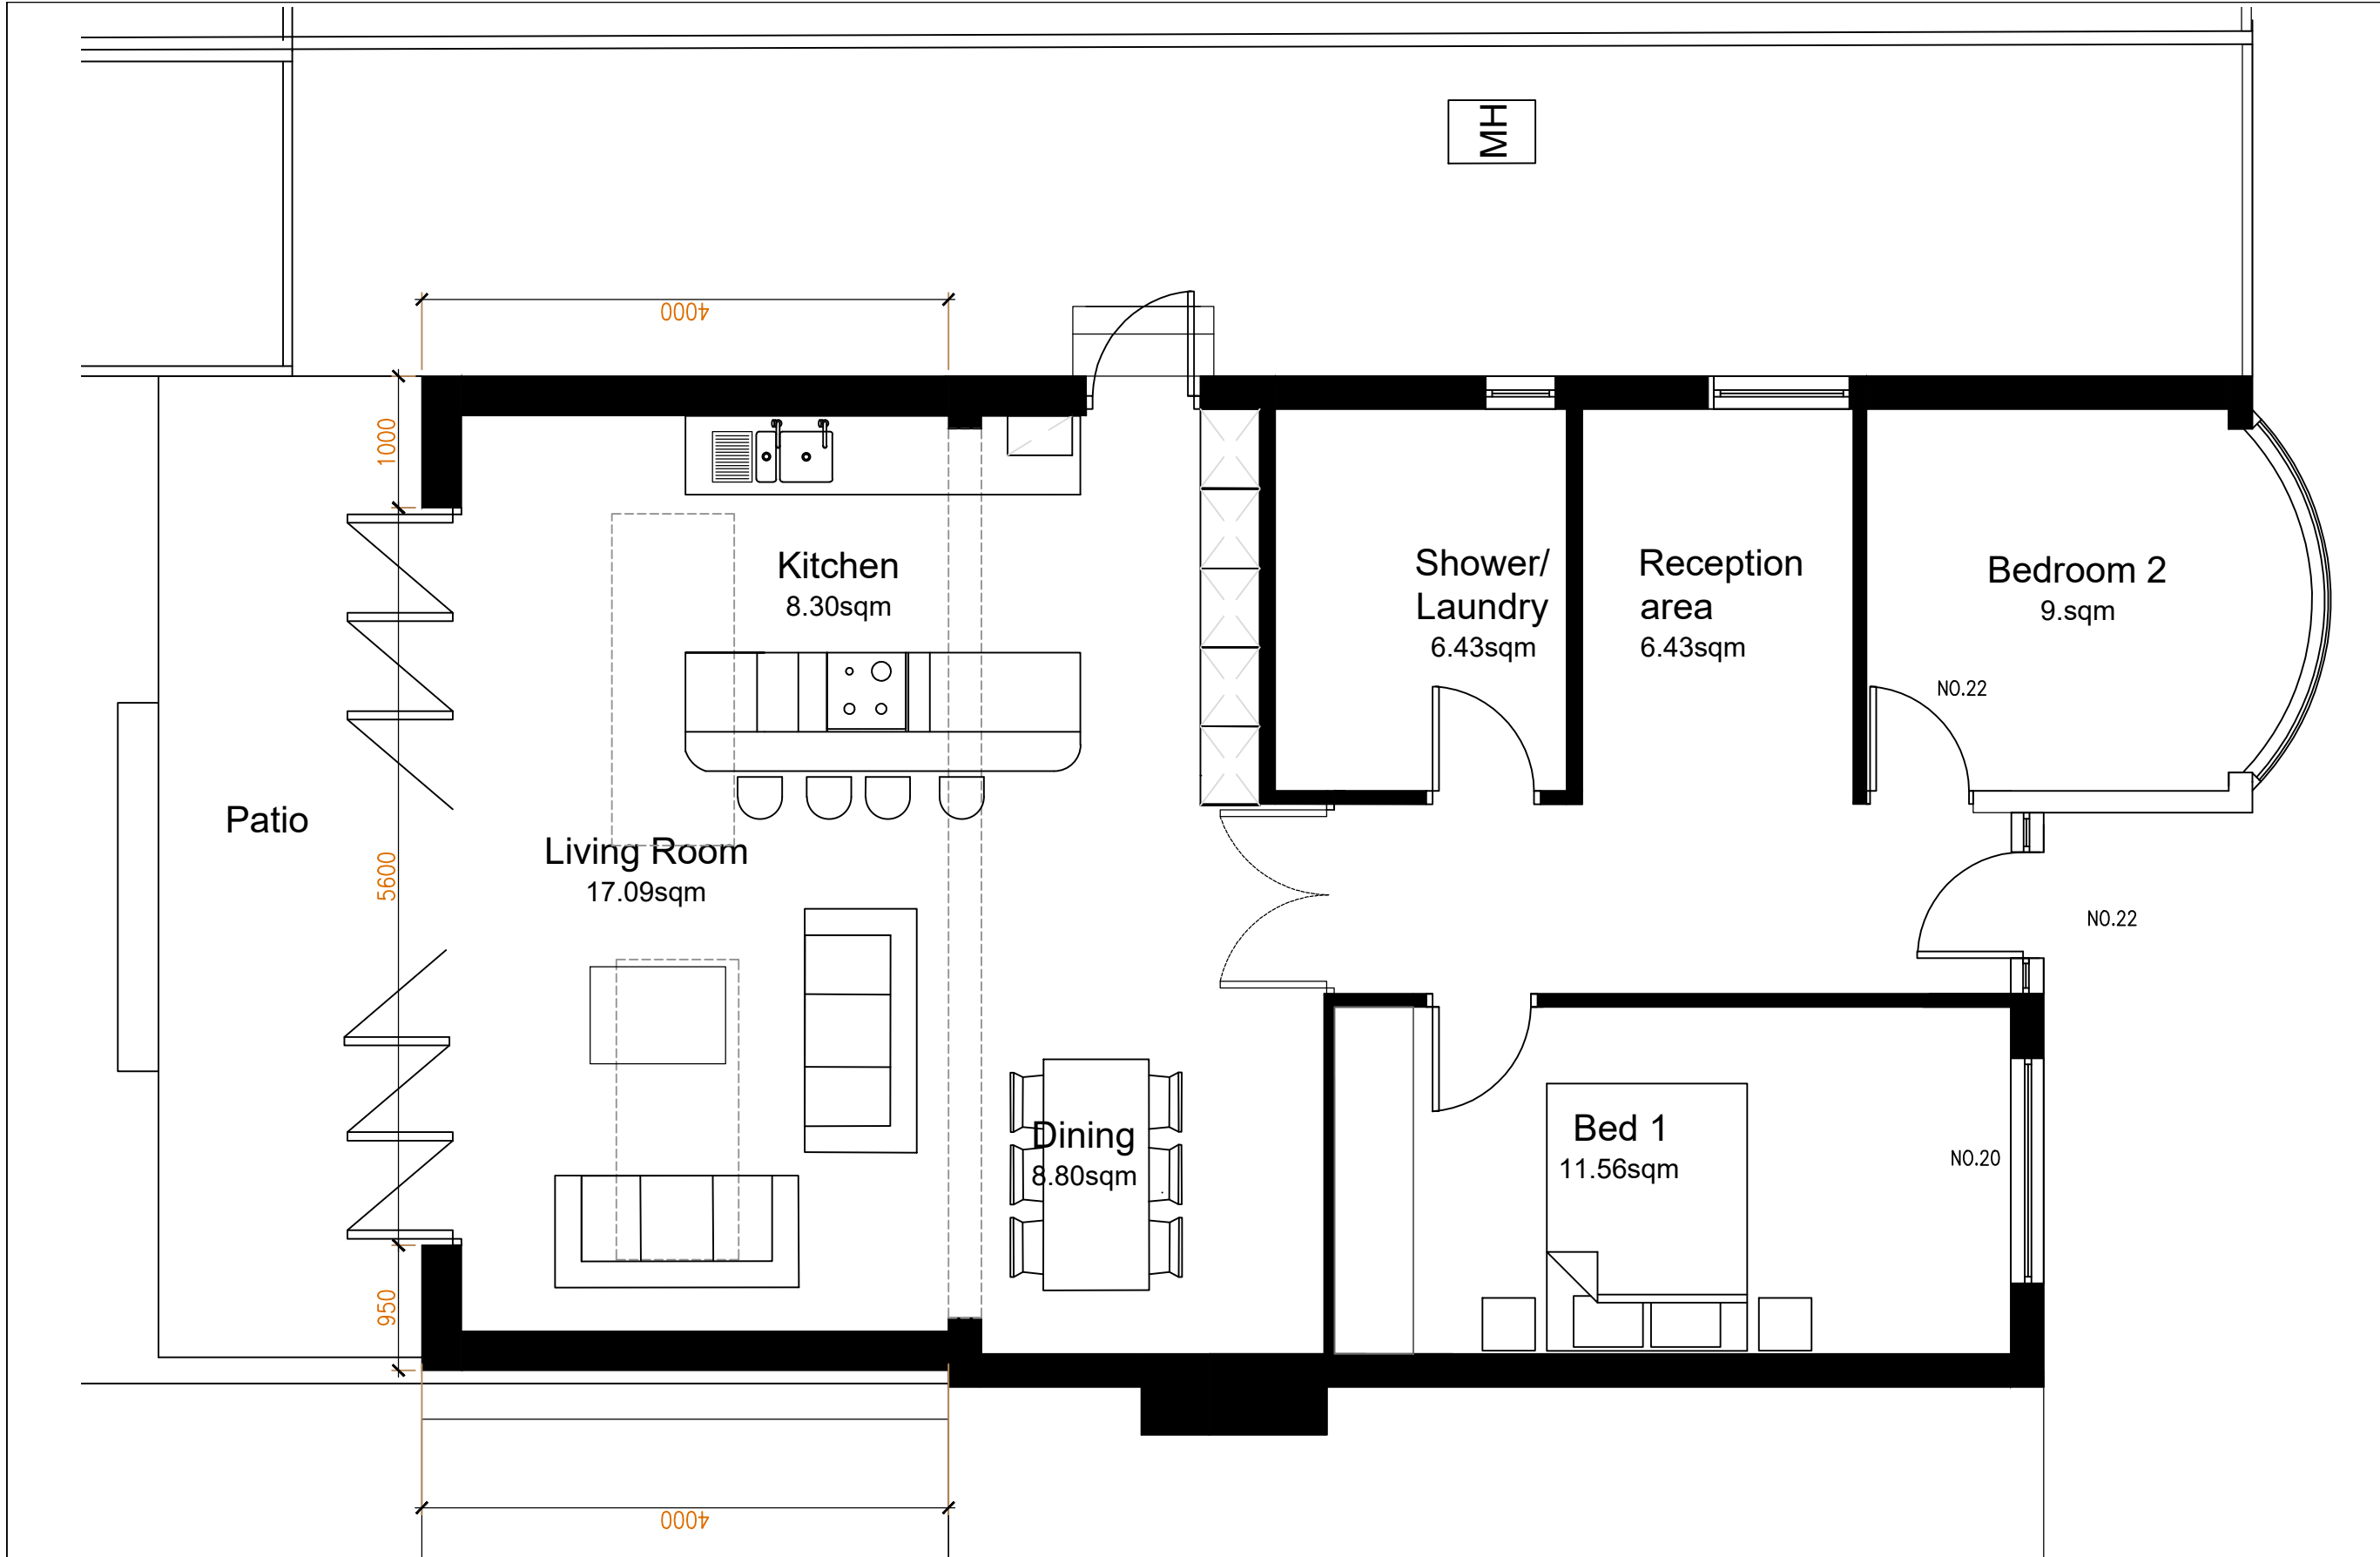 MH
4000
1000
Kitchen
8.30sqm
Shower/
Laundry
6.43sqm
Reception
area
6.43sqm
Bedroom 2
9.sqm
NO.22
Patio
5600
Living Room
17.09sqm
NO.22
Dining
8.80sqm
Bed 1
11.56sqm
NO.20
950
4000